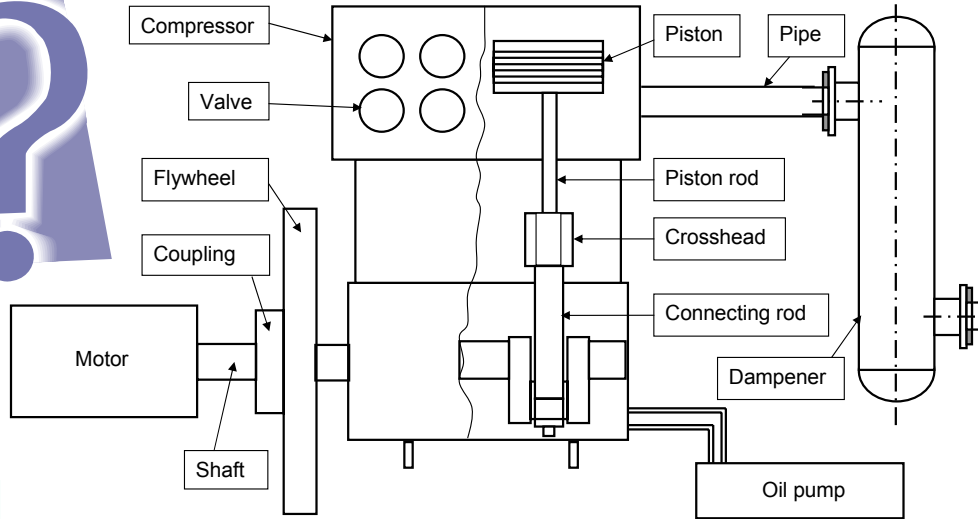 Compressor
Piston
Pipe
Valve
Flywheel
Piston rod
Coupling
Crosshead
Connecting rod
Motor
Dampener
Shaft
Oil pump
?